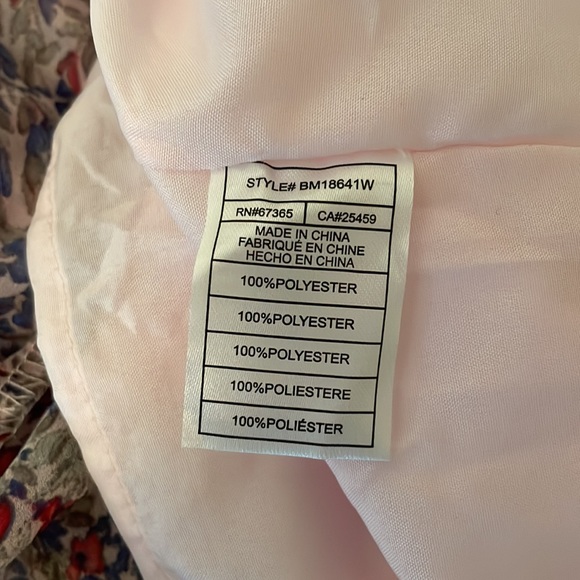 STYLE# BM18641W
RN#67365 CA#25459
MADE IN CHINA
FABRIQUÉ EN CHINE
HECHO EN CHINA
100%POLYESTER
100%POLYESTER
100%POLYESTER
100%POLIESTERE
100%POLIÉSTER